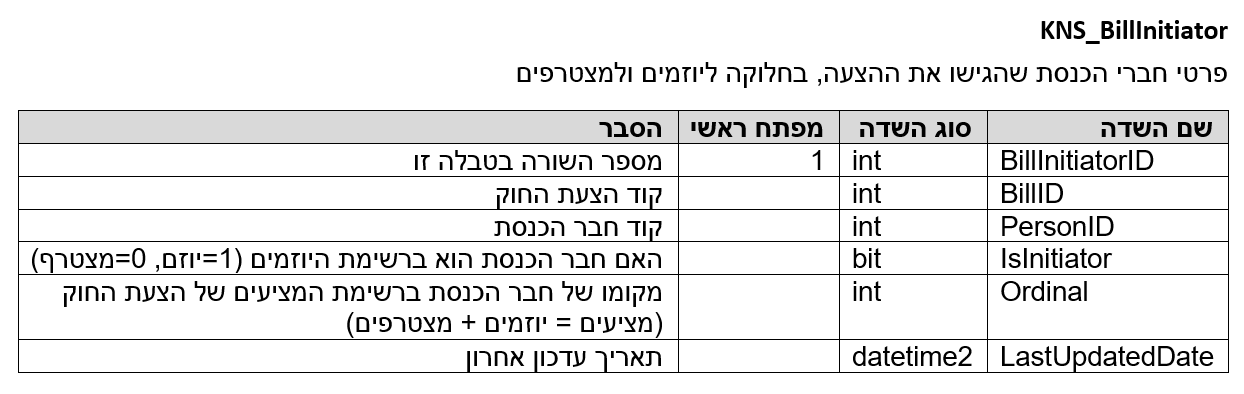 KNS_BillInitiator
פרטי חברי הכנסת שהגישו את ההצעה, בחלוקה ליוזמים ולמצטרפים
שם השדה סוג השדה מפתח ראשי הסבר
BillInitiatorID int 1 מספר השורה בטבלה זו
BillID int קוד הצעת החוק
PersonID int קוד חבר הכנסת
IsInitiator bit האם חבר הכנסת הוא ברשימת היוזמים (1=יוזם, 0=מצטרף)
Ordinal int מקומו של חבר הכנסת ברשימת המציעים של הצעת החוק
(מציעים = יוזמים + מצטרפים)
LastUpdatedDate datetime2 תאריך עדכון אחרון